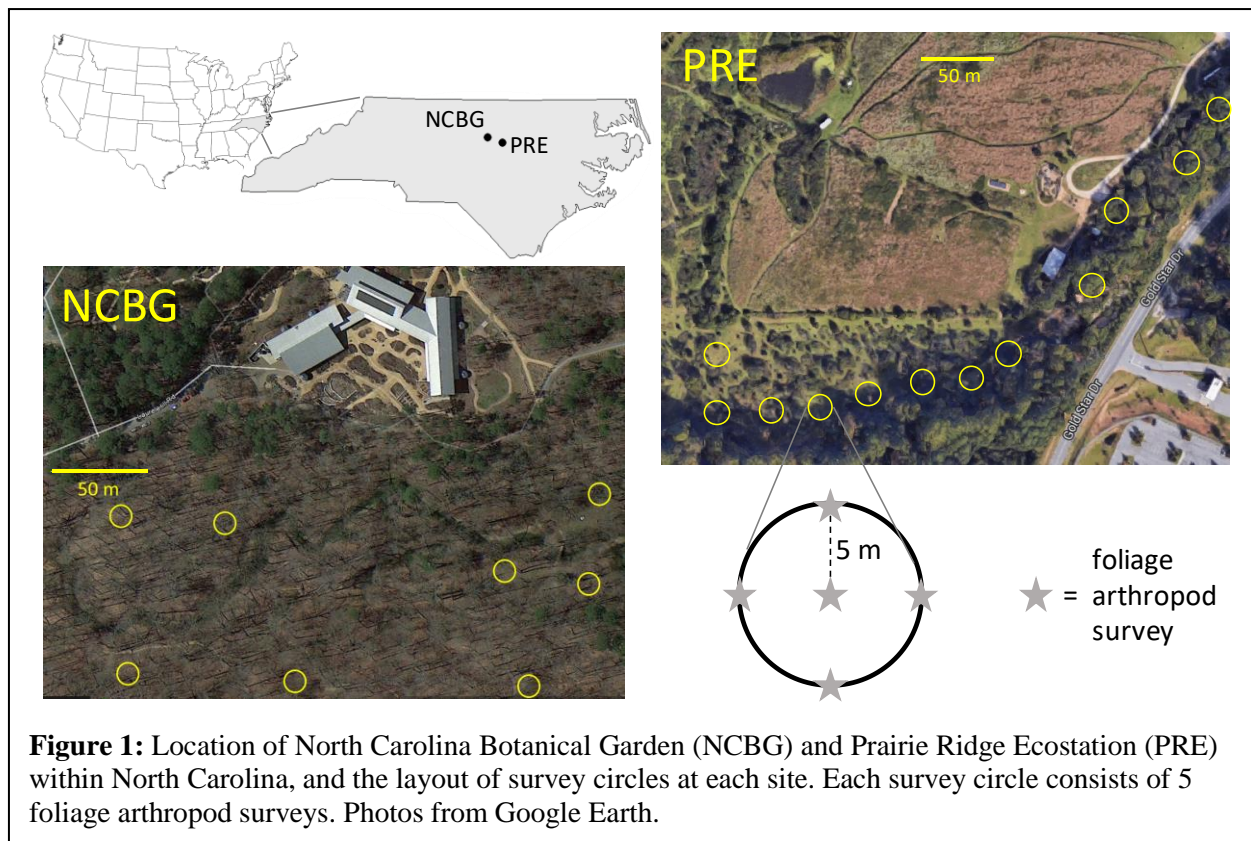 NCBG
PRE
PRE
50 m
Gold Star Dr
Gold Star Dr
NCBG
50 m
5 m
foliage
= arthropod
survey
Figure 1: Location of North Carolina Botanical Garden (NCBG) and Prairie Ridge Ecostation (PRE)
within North Carolina, and the layout of survey circles at each site. Each survey circle consists of 5
foliage arthropod surveys. Photos from Google Earth.